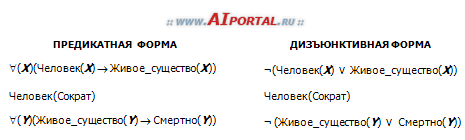 :: www.AIPORTAL.ru ::
ПРЕДИКАТНАЯ ФОРМА ДИЗЪЮНКТИВНАЯ ФОРМА
∀(X)(Человек(X)→Живое_существо(X)) ¬(Человек(X) ∨ Живое_существо(X))
Человек(Сократ) Человек(Сократ)
∀(Y)(Живое_существо(Y)→Смертно(Y)) ¬(Живое_существо(Y) ∨ Смертно(Y))